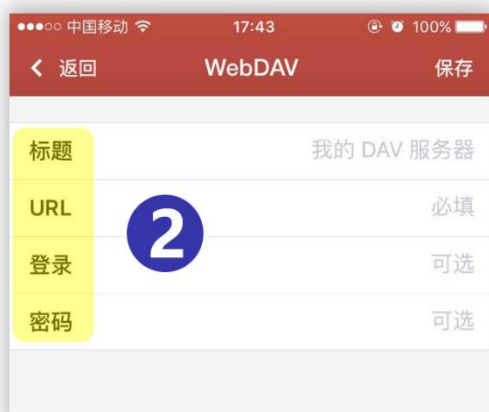 中国移动 17:43 100%
返回 WebDAV 保存
标题 我的 DAV 服务器
URL 必填
2
登录 可选
密码 可选